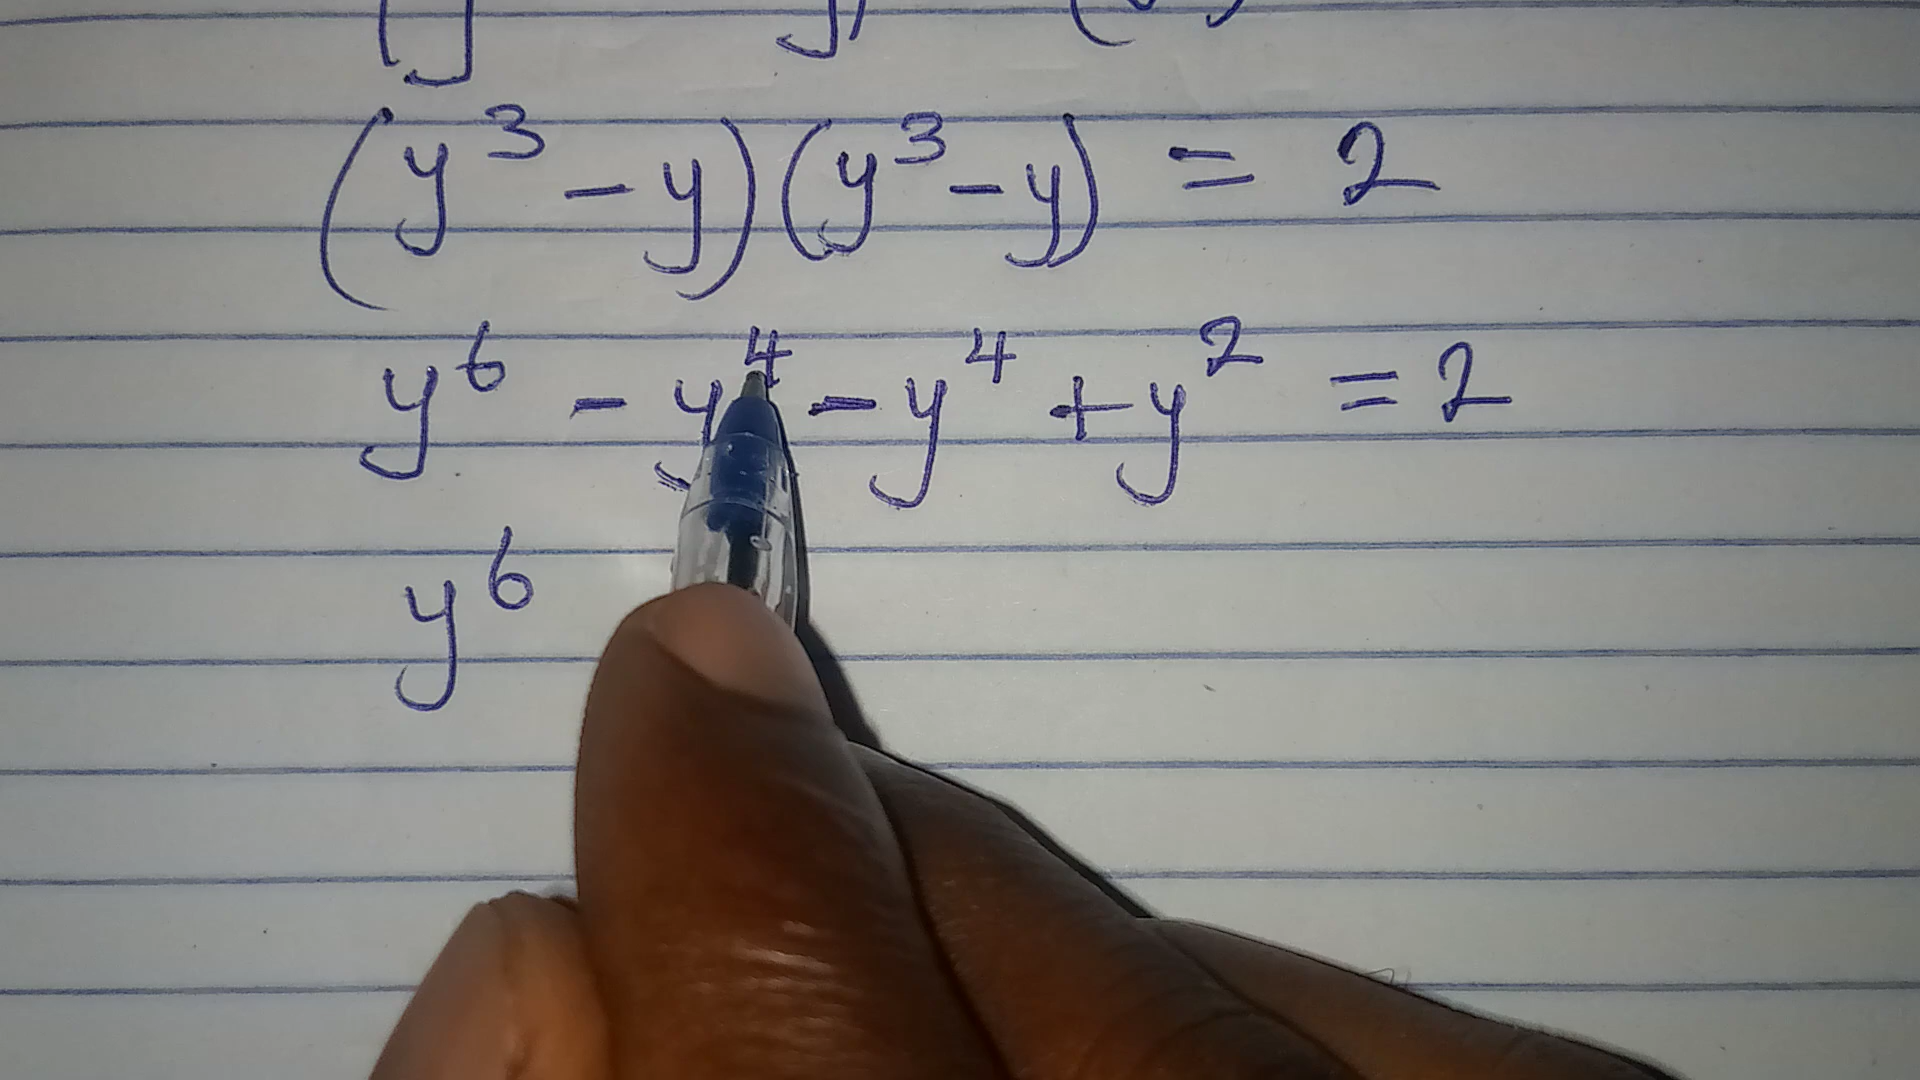 (y³ - y)(y³ - y) = 2
y⁶ - y⁴ - y⁴ + y² = 2
y⁶